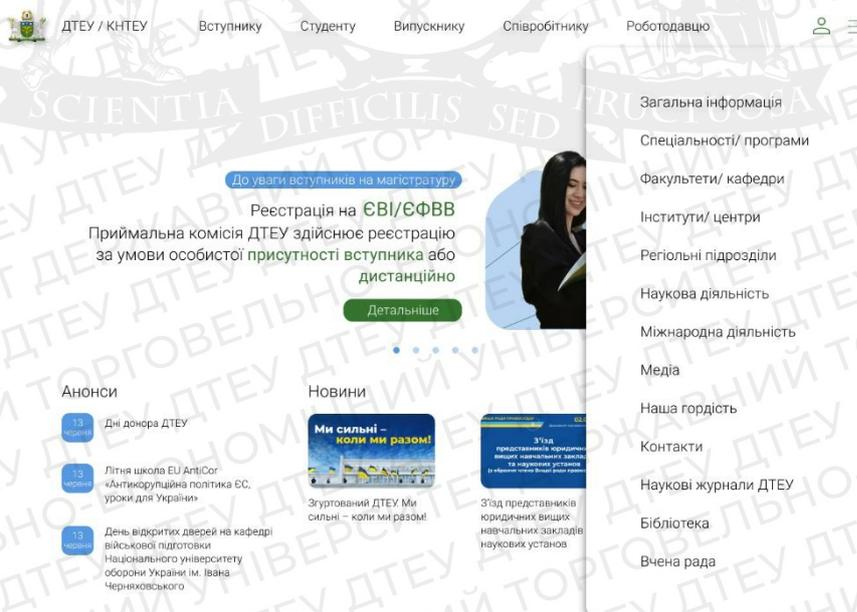 ДТЕУ / КНТЕУ
Вступнику
Студенту
Випускнику
Співробітнику
Роботодавцю
SCIENTIA DIFFICILIS SED FRUCTUOSA
До уваги вступників на магістратуру
Реєстрація на ЄВІ/ЄФВВ
Приймальна комісія ДТЕУ здійснює реєстрацію
за умови особистої присутності вступника або
дистанційно
Детальніше
Анонси
13
червня
Дні донора ДТЕУ
13
червня
Літня школа EU AntiCor
«Антикорупційна політика ЄС,
уроки для України»
13
червня
День відкритих дверей на кафедрі
військової підготовки
Національного університету
оборони України ім. Івана
Черняховського
Новини
Ми сильні –
коли ми разом!
Згуртований ДТЕУ. Ми
сильні – коли ми разом!
З'їзд
представників юридичн
вищих навчальних заклад
та наукових установ
З'їзд представників
юридичних вищих
навчальних закладів
наукових установ
Загальна інформація
Спеціальності/ програми
Факультети/ кафедри
Інститути/ центри
Регіольні підрозділи
Наукова діяльність
Міжнародна діяльність
Медіа
Наша гордість
Контакти
Наукові журнали ДТЕУ
Бібліотека
Вчена рада